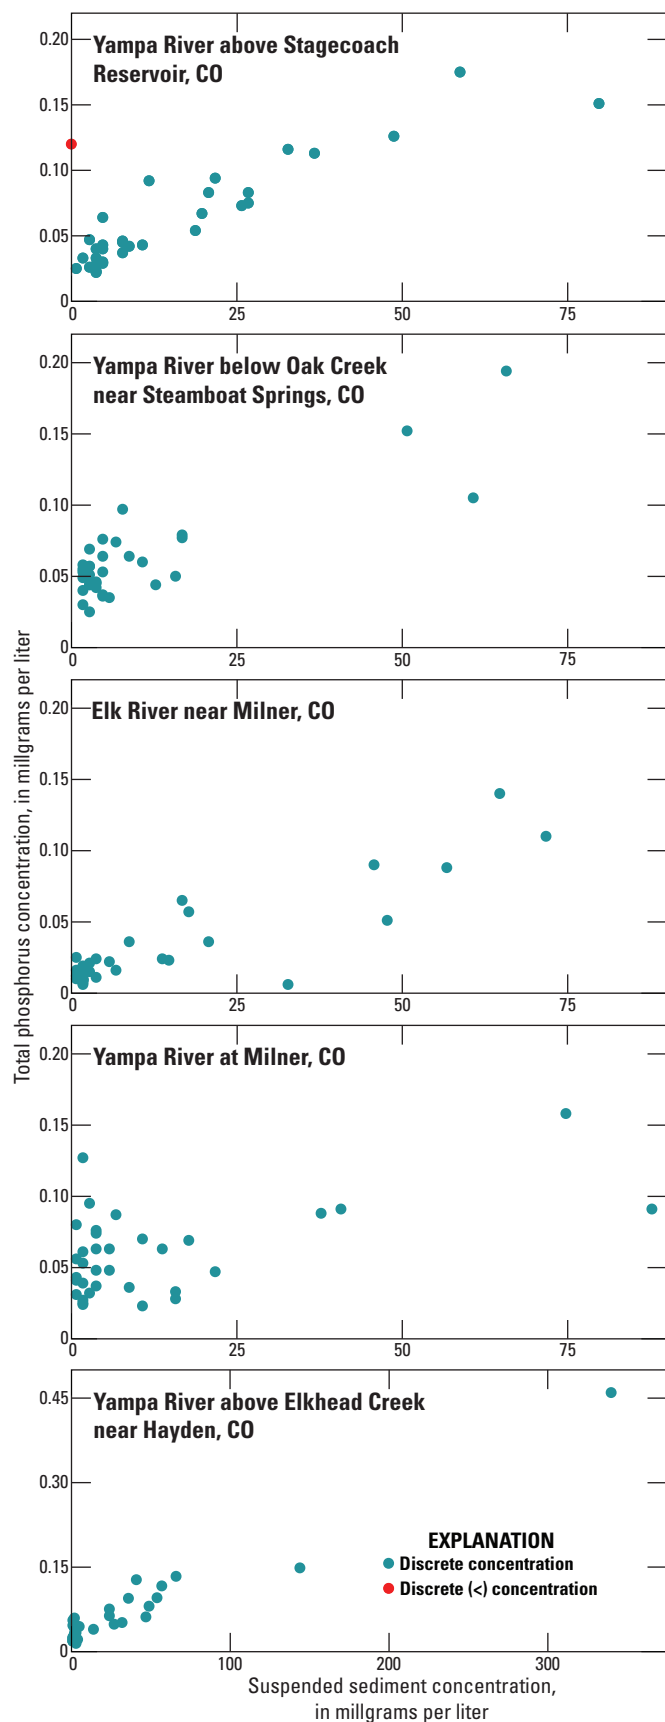 Total phosphorus concentration, in millgrams per liter
Yampa River above Stagecoach
Reservoir, CO
0.20
0.15
0.10
0.05
0
0 25 50 75
Yampa River below Oak Creek
near Steamboat Springs, CO
0.20
0.15
0.10
0.05
0
0 25 50 75
Elk River near Milner, CO
0.20
0.15
0.10
0.05
0
0 25 50 75
Yampa River at Milner, CO
0.20
0.15
0.10
0.05
0
0 25 50 75
Yampa River above Elkhead Creek
near Hayden, CO
0.45
0.30
0.15
0
EXPLANATION
Discrete concentration
Discrete (<) concentration
0 100 200 300
Suspended sediment concentration,
in millgrams per liter